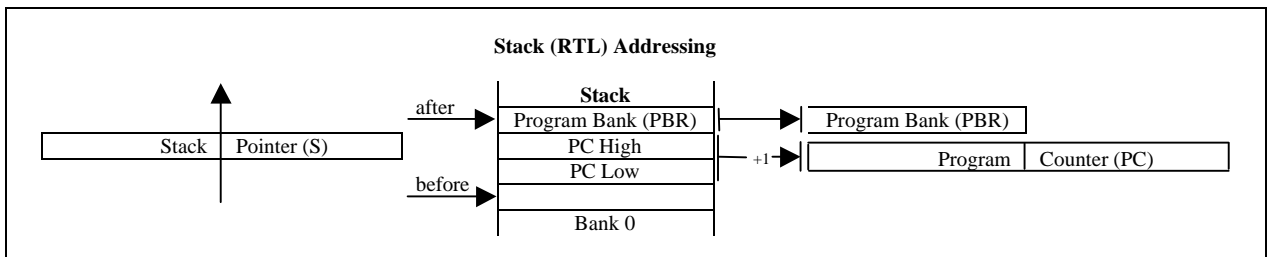 Stack (RTL) Addressing
Stack
after
Program Bank (PBR)
Program Bank (PBR)
Stack Pointer (S)
PC High
+1
Program Counter (PC)
PC Low
before
Bank 0